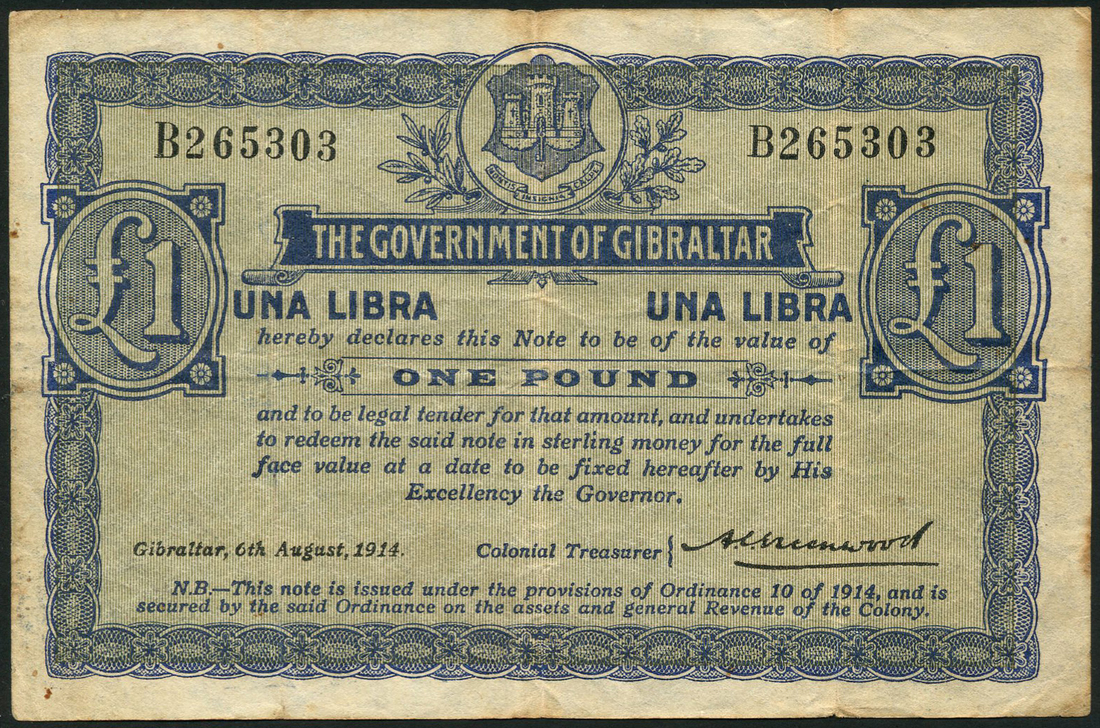 B265303 B265303
MONTIS INSIGNIA CALPE
THE GOVERNMENT OF GIBRALTAR
£1 £1
UNA LIBRA UNA LIBRA
hereby declares this Note to be of the value of
ONE POUND
and to be legal tender for that amount, and undertakes
to redeem the said note in sterling money for the full
face value at a date to be fixed hereafter by His
Excellency the Governor.
Gibraltar, 6th August, 1914. Colonial Treasurer { A C Greenwood
N.B.—This note is issued under the provisions of Ordinance 10 of 1914, and is
secured by the said Ordinance on the assets and general Revenue of the Colony.